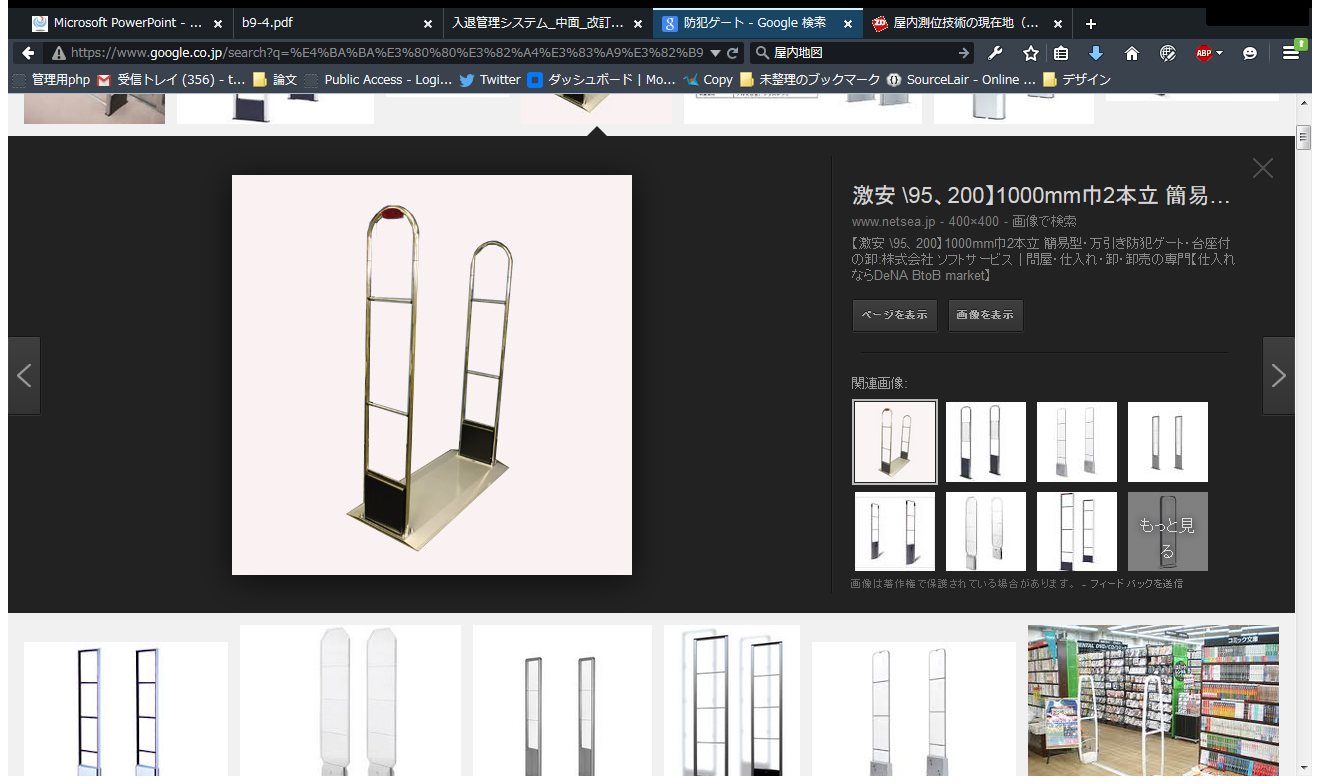 Microsoft PowerPoint - ...
b9-4.pdf
入退管理システム_中面_改訂...
防犯ゲート - Google 検索
屋内測位技術の現在地（...
https://www.google.co.jp/search?q=%E4%BA%BA%E3%80%80%E3%82%A4%E3%83%A9%E3%82%B9
屋内地図
ABP
管理用php
受信トレイ (356) - t...
論文
Public Access - Logi...
Twitter
ダッシュボード | Mo...
Copy
未整理のブックマーク
SourceLair - Online ...
デザイン
激安 \95、200】1000mm巾2本立 簡易...
www.netsea.jp - 400×400 - 画像で検索
【激安 \95、200】1000mm巾2本立 簡易型・万引き防犯ゲート・台座付
の卸:株式会社 ソフトサービス | 問屋・仕入れ・卸・卸売の専門【仕入れ
ならDeNA BtoB market】
ページを表示
画像を表示
関連画像:
もっと見
る
画像は著作権で保護されている場合があります。 - フィードバックを送信
コミック文庫